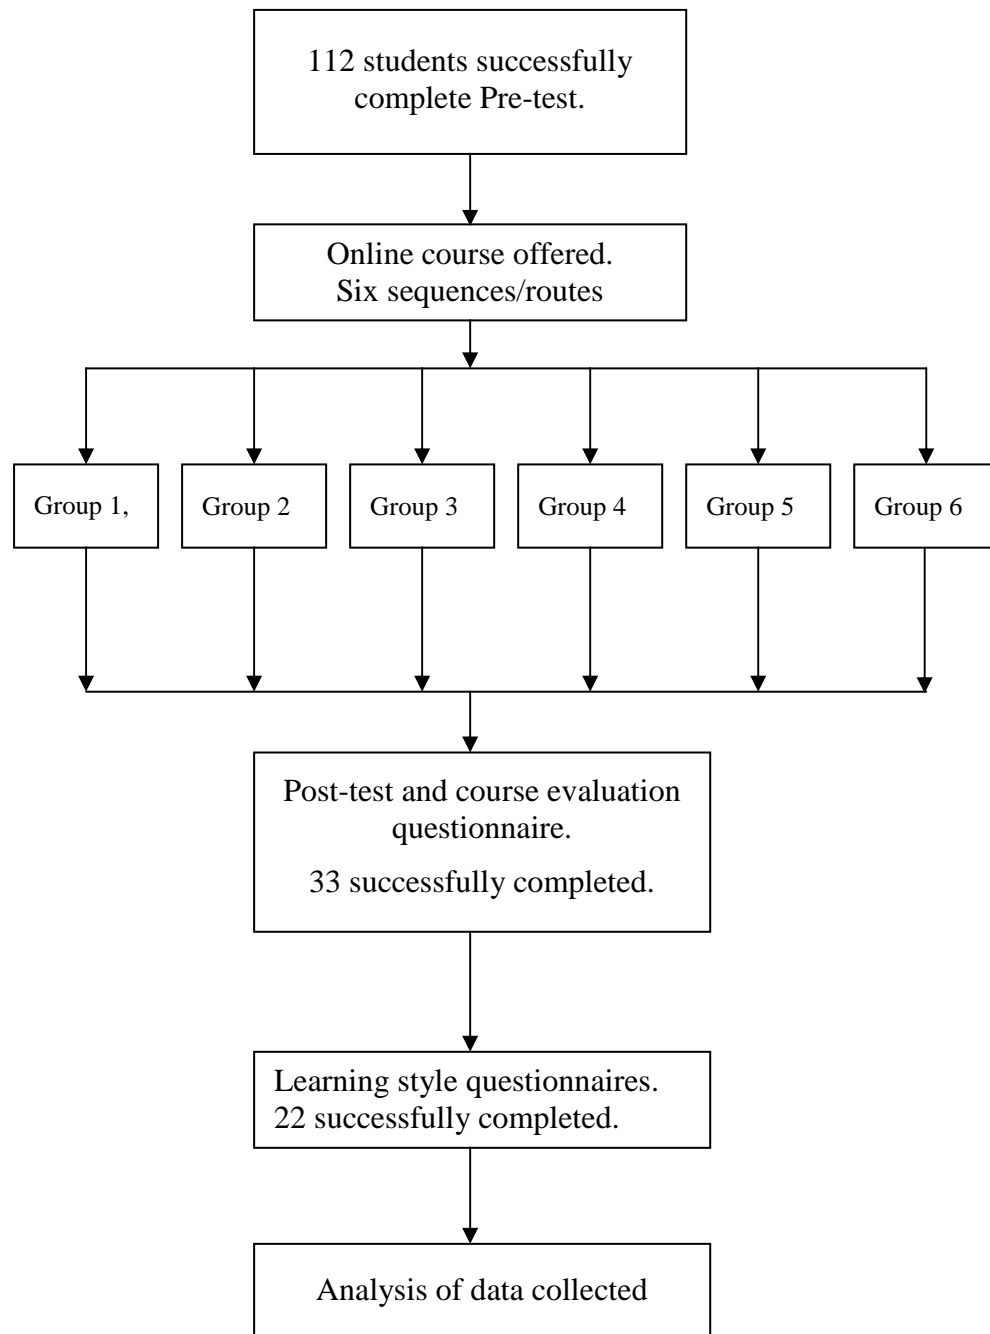 112 students successfully
complete Pre-test.
Online course offered.
Six sequences/routes
Group 1,
Group 2
Group 3
Group 4
Group 5
Group 6
Post-test and course evaluation
questionnaire.
33 successfully completed.
Learning style questionnaires.
22 successfully completed.
Analysis of data collected